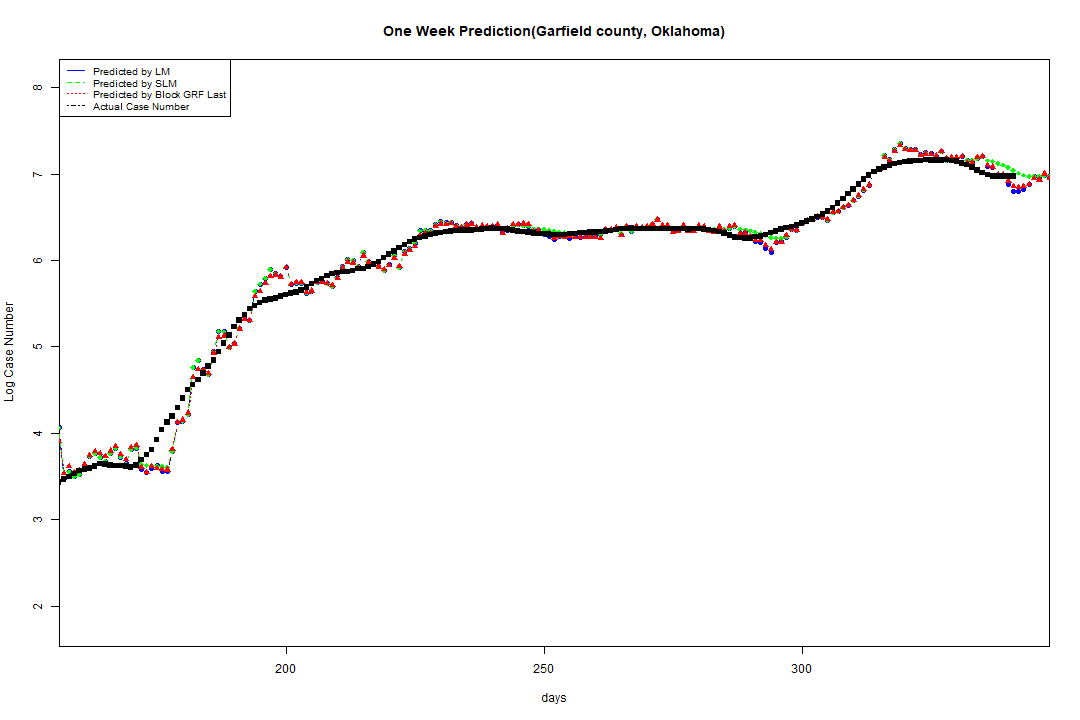 One Week Prediction(Garfield county, Oklahoma)
Predicted by LM
Predicted by SLM
Predicted by Block GRF Last
Actual Case Number
8
7
6
5
4
3
2
Log Case Number
200
250
300
days